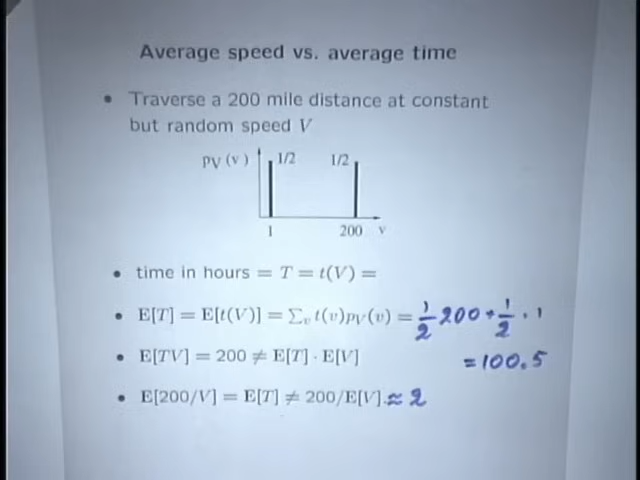 Average speed vs. average time
• Traverse a 200 mile distance at constant
but random speed V
pV(v) 1/2 1/2
1 200 v
• time in hours = T = t(V) =
• E[T] = E[t(V)] = ∑v t(v)pV(v) = 1/2 200 + 1/2 · 1
• E[TV] = 200 ≠ E[T] · E[V] = 100.5
• E[200/V] = E[T] ≠ 200/E[V]. ≈ 2